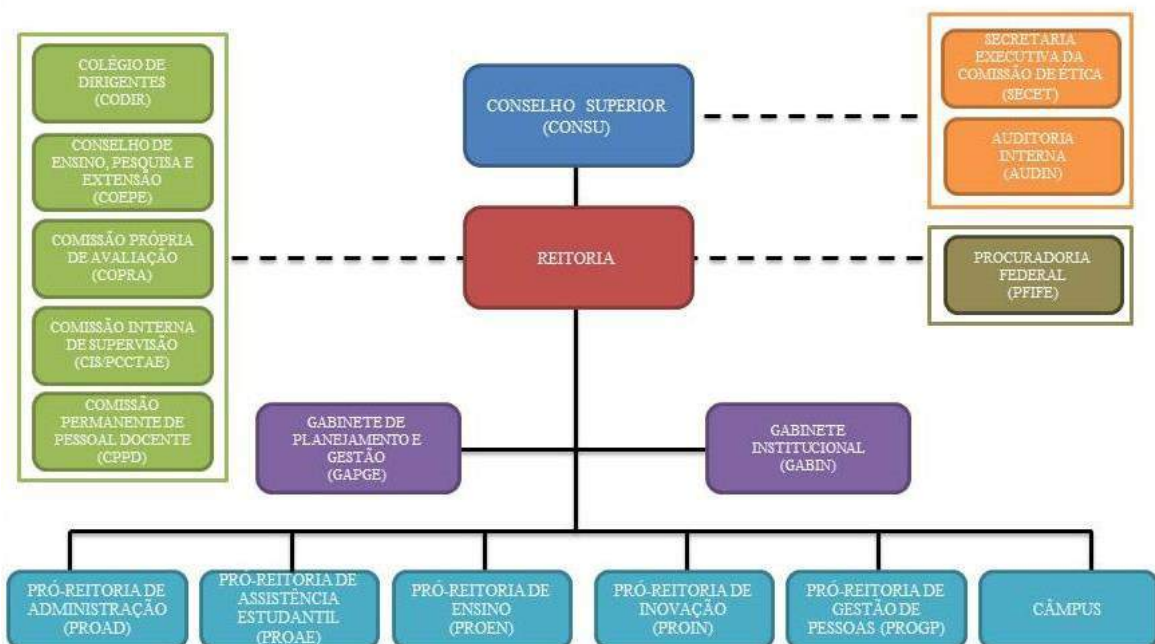 COLÉGIO DE
DIRIGENTES
(CODIR)
CONSELHO DE
ENSINO, PESQUISA E
EXTENSÃO
(COEPE)
COMISSÃO PRÓPRIA
DE AVALIAÇÃO
(COPRA)
COMISSÃO INTERNA
DE SUPERVISÃO
(CIS/PCCTAE)
COMISSÃO
PERMANENTE DE
PESSOAL DOCENTE
(CPPD)
CONSELHO SUPERIOR
(CONSU)
REITORIA
SECRETARIA
EXECUTIVA DA
COMISSÃO DE ÉTICA
(SECET)
AUDITORIA
INTERNA
(AUDIN)
PROCURADORIA
FEDERAL
(PFIFE)
GABINETE DE
PLANEJAMENTO E
GESTÃO
(GAPGE)
GABINETE
INSTITUCIONAL
(GABIN)
PRÓ-REITORIA DE
ADMINISTRAÇÃO
(PROAD)
PRÓ-REITORIA DE
ASSISTÊNCIA
ESTUDANTIL
(PROAE)
PRÓ-REITORIA DE
ENSINO
(PROEN)
PRÓ-REITORIA DE
INOVAÇÃO
(PROIN)
PRÓ-REITORIA DE
GESTÃO DE
PESSOAS (PROGP)
CÂMPUS